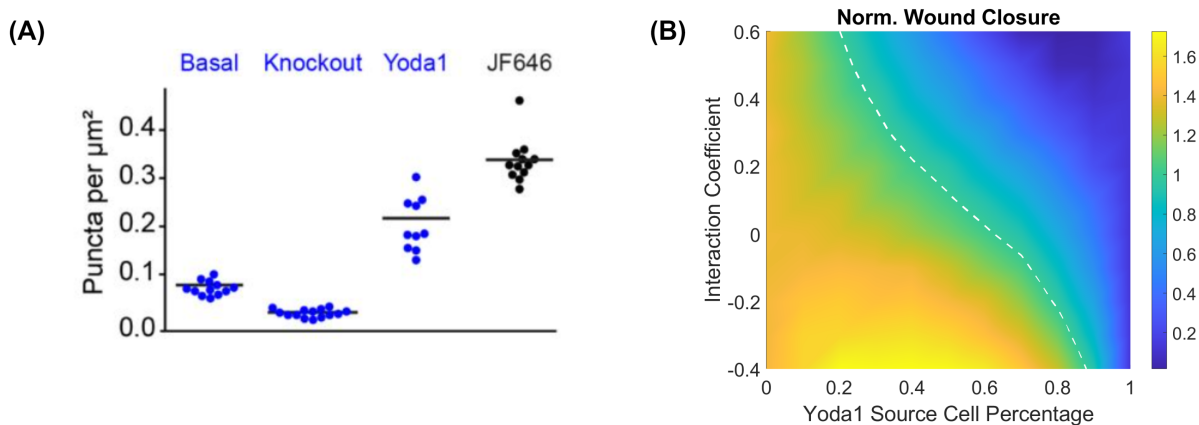 (A)
Basal Knockout Yoda1 JF646
Puncta per µm²
0.4
0.3
0.2
0.1
0.0
(B)
Norm. Wound Closure
Interaction Coefficient
0.6
0.4
0.2
0
-0.2
-0.4
0 0.2 0.4 0.6 0.8 1
Yoda1 Source Cell Percentage
1.6
1.4
1.2
1
0.8
0.6
0.4
0.2